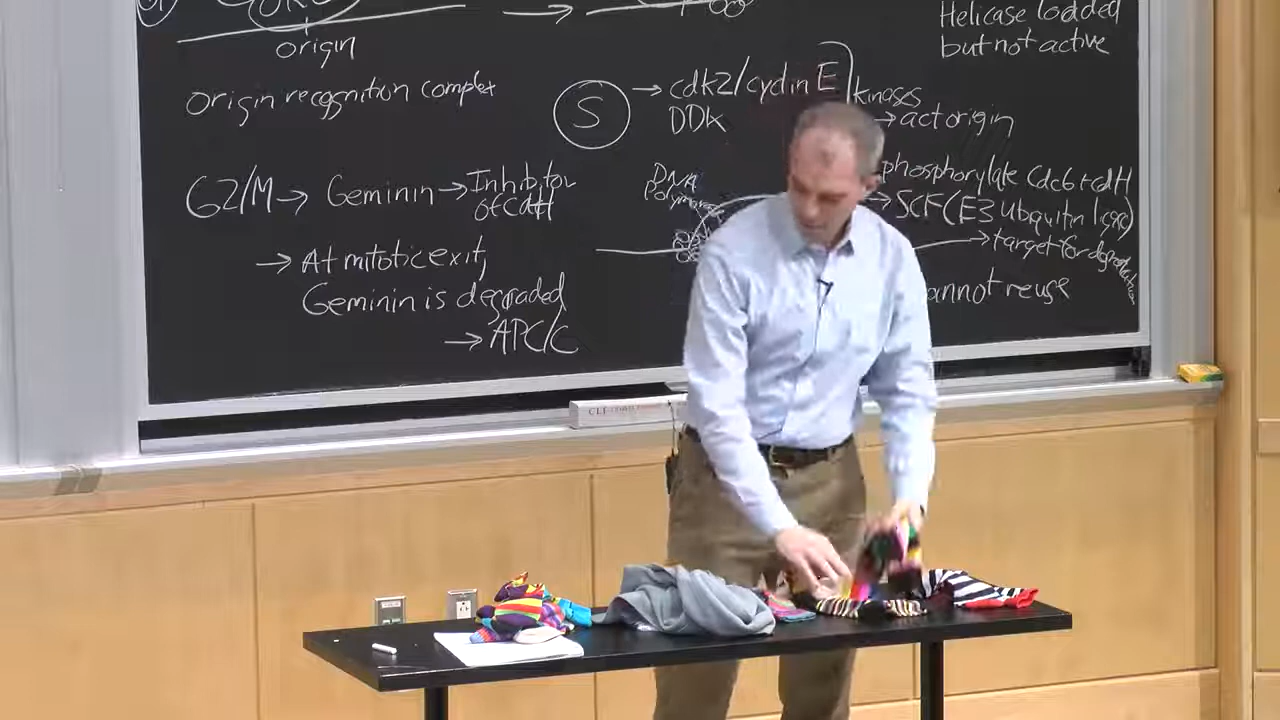 origin
origin recognition complex
G2/M → Geminin → Inhibitor
of Cdt1
→ At mitotic exit,
Geminin is degraded
→ APC/C
S → cdk2/cyclin E
DDK
kinases
→ act origin
DNA
Polymerase
phosphorylate Cdc6 + cdt1
→ SCF (E3 Ubiquitin ligase)
→ target for degradation
cannot reuse
Helicase loaded
but not active